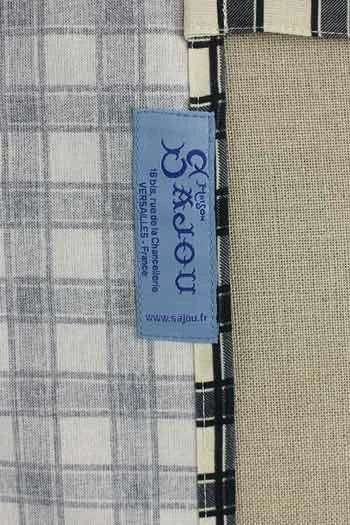 Maison
SAJOU
16 bis, rue de la Chancellerie
VERSAILLES - France
www.sajou.fr